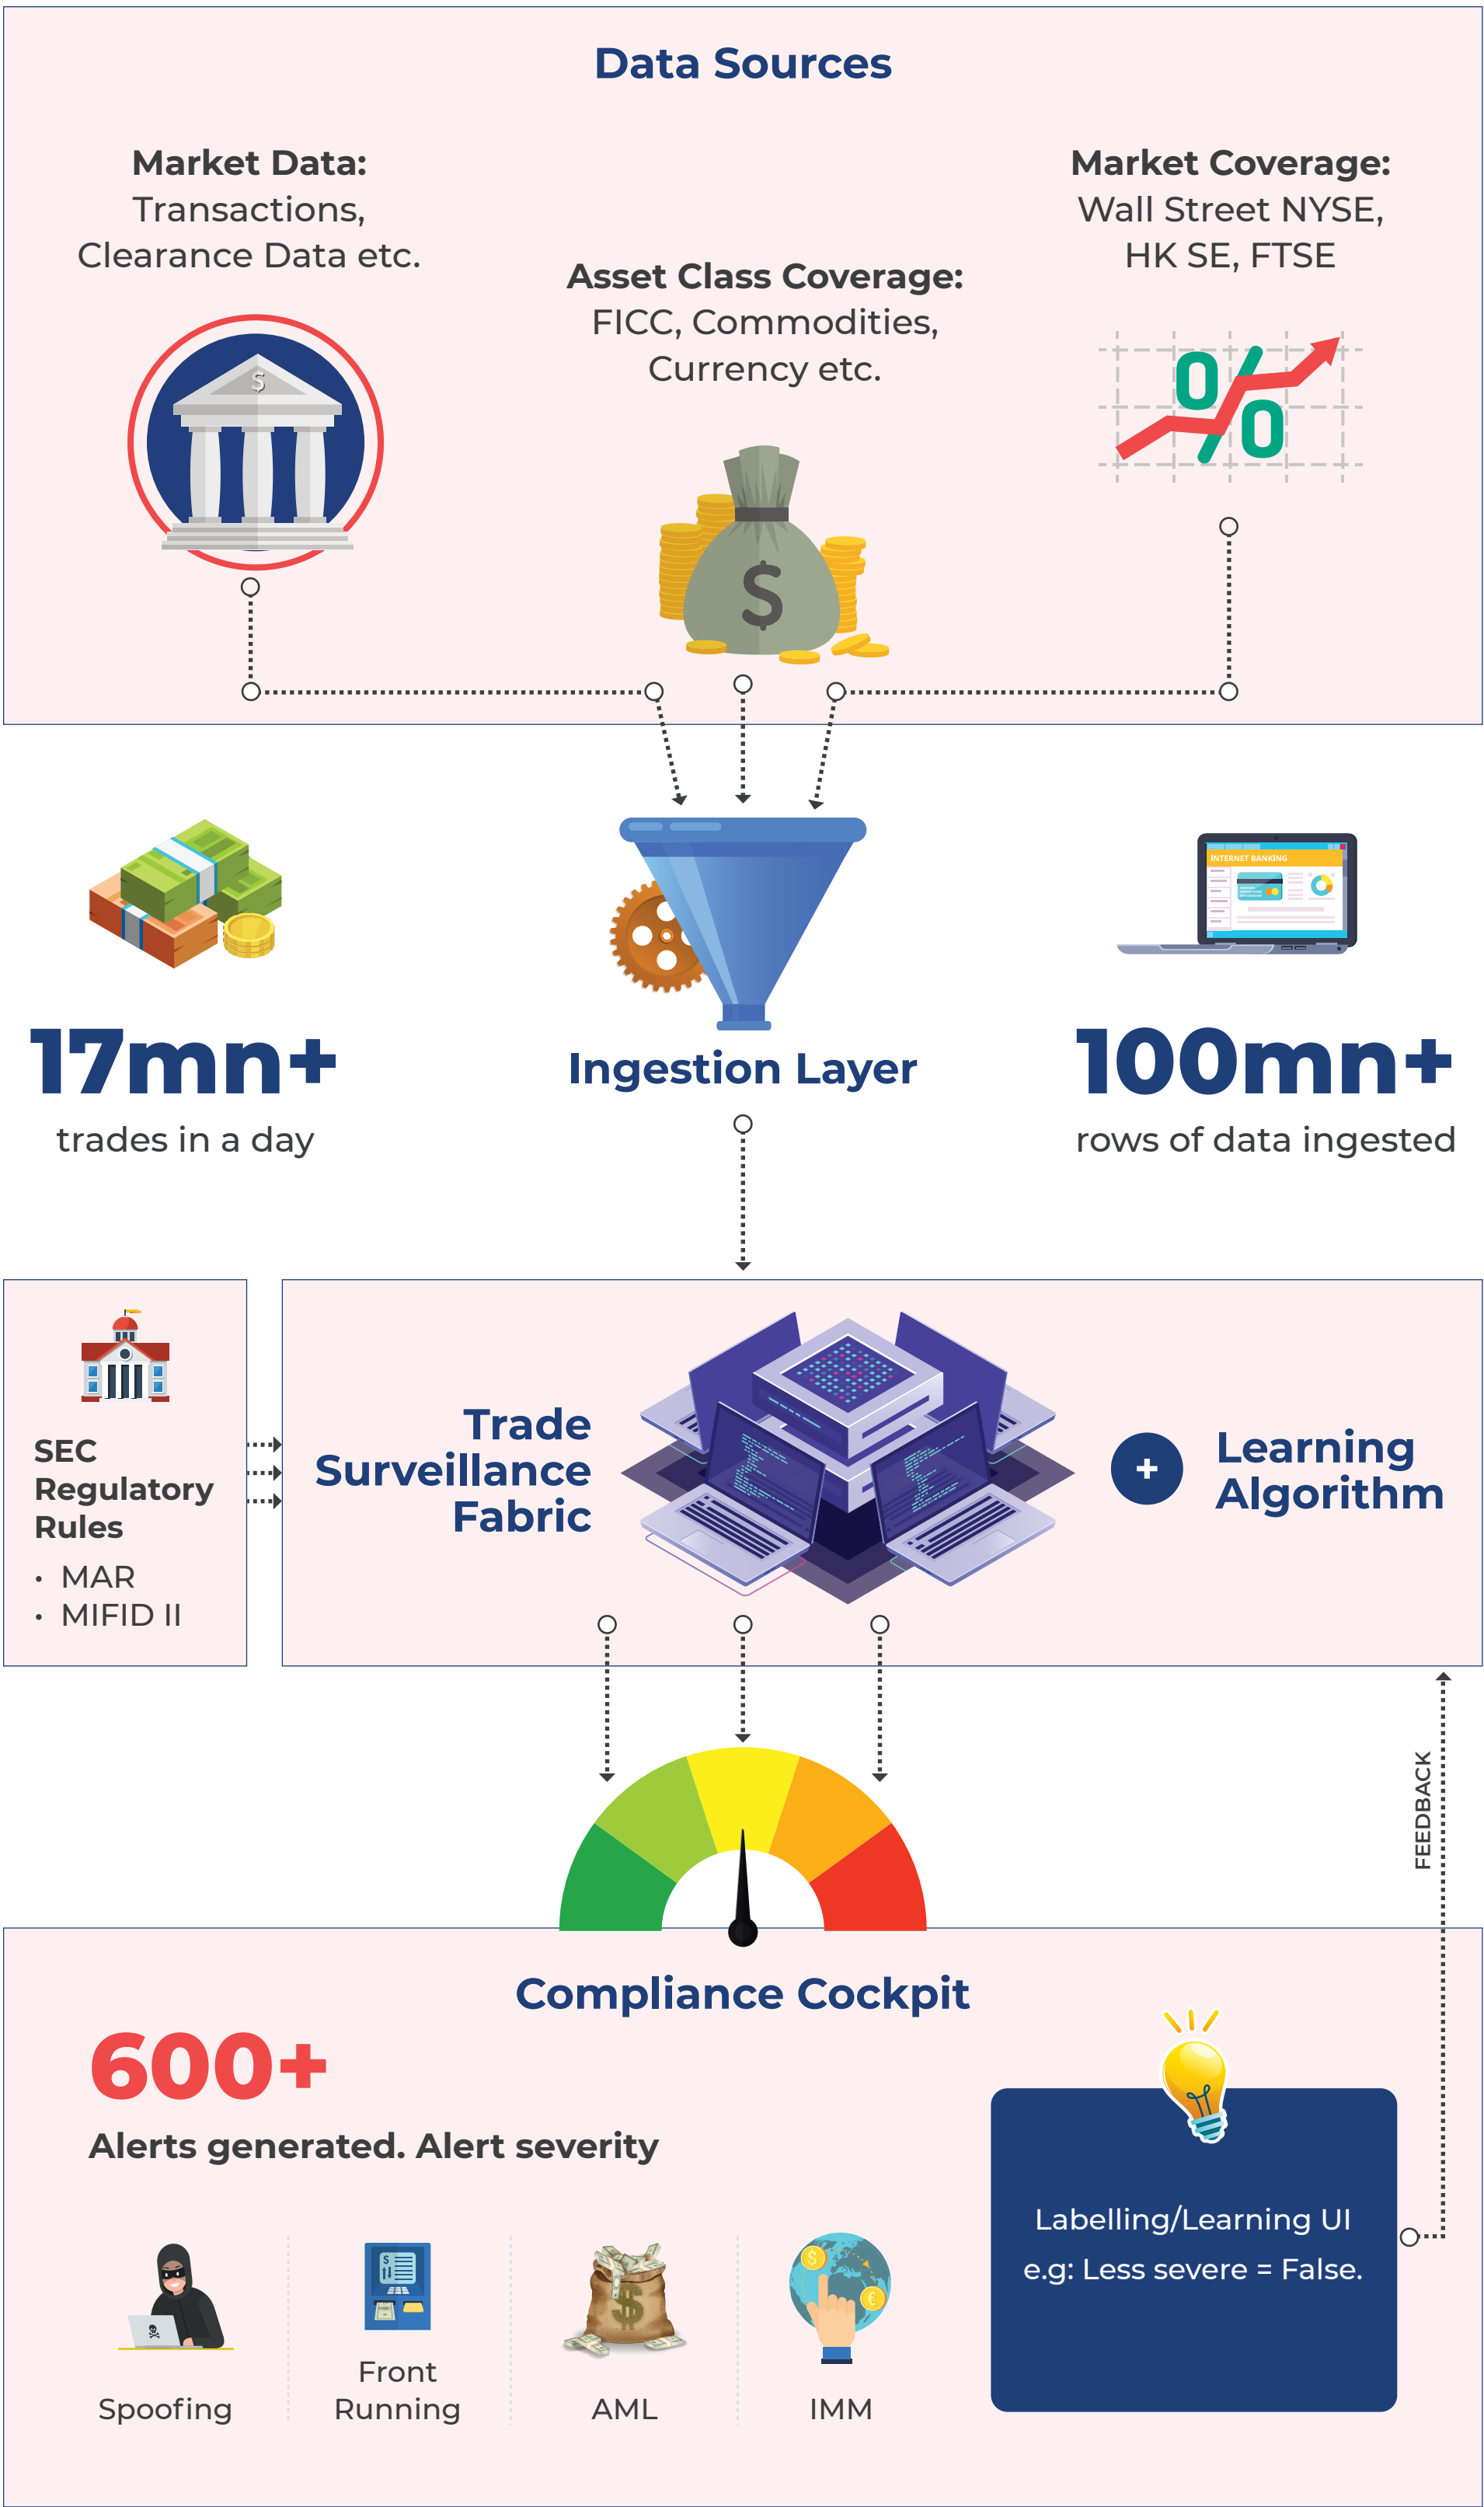 Data Sources
Market Data:
Transactions,
Clearance Data etc.
Asset Class Coverage:
FICC, Commodities,
Currency etc.
Market Coverage:
Wall Street NYSE,
HK SE, FTSE
$
$
%
INTERNET BANKING
17mn+
trades in a day
Ingestion Layer
100mn+
rows of data ingested
SEC
Regulatory
Rules
• MAR
• MIFID II
Trade
Surveillance
Fabric
+
Learning
Algorithm
FEEDBACK
Compliance Cockpit
600+
Alerts generated. Alert severity
Spoofing
$
Front
Running
$
AML
$
€
IMM
Labelling/Learning UI
e.g: Less severe = False.